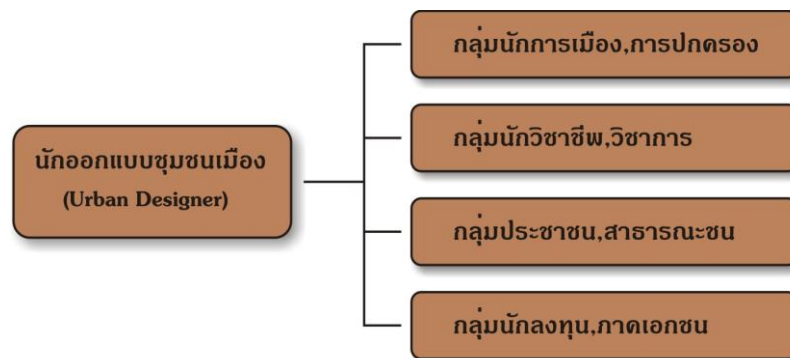 นักออกแบบชุมชนเมือง
(Urban Designer)
กลุ่มนักการเมือง,การปกครอง
กลุ่มนักวิชาชีพ,วิชาการ
กลุ่มประชาชน,สาธารณะชน
กลุ่มนักลงทุน,ภาคเอกชน